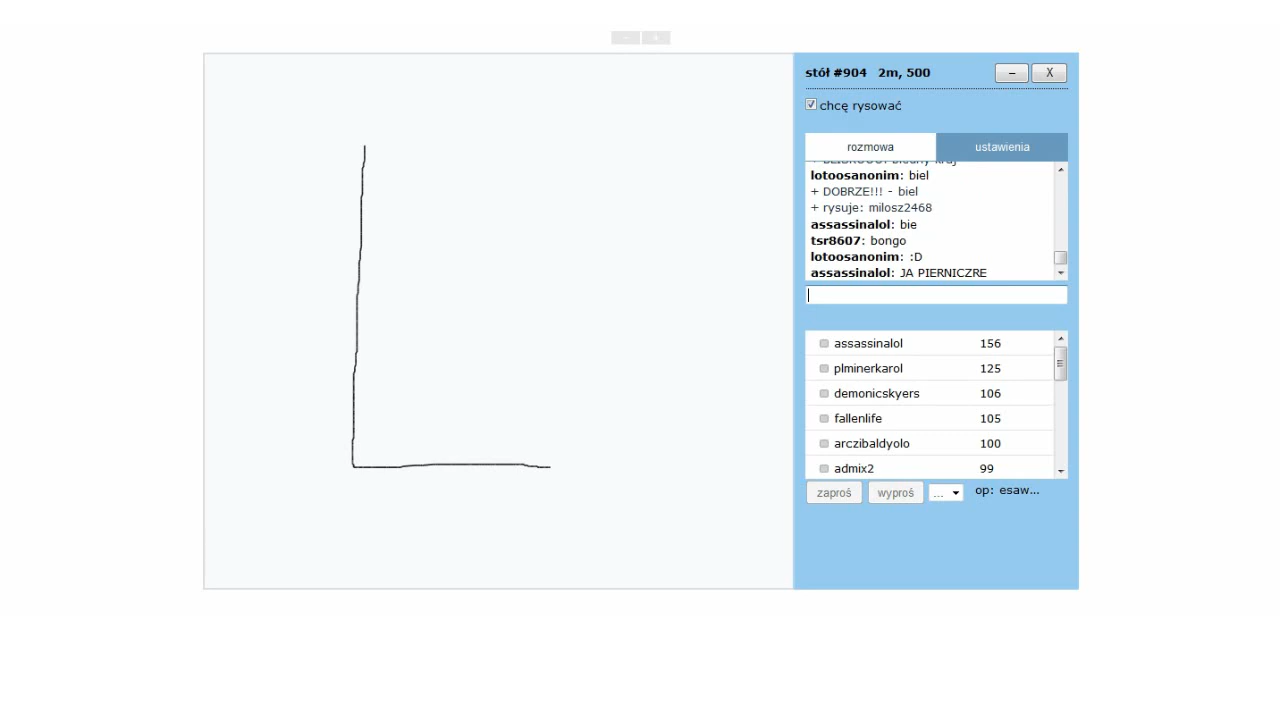 stół #904 2m, 500
– X
chcę rysować
rozmowa ustawienia
lotoosanonim: biel
+ DOBRZE!!! - biel
+ rysuje: milosz2468
assassinalol: bie
tsr8607: bongo
lotoosanonim: :D
assassinalol: JA PIERNICZRE
assassinalol 156
plminerkarol 125
demonicskyers 106
fallenlife 105
arczibaldyolo 100
admix2 99
zaproś wyproś ... op: esaw...